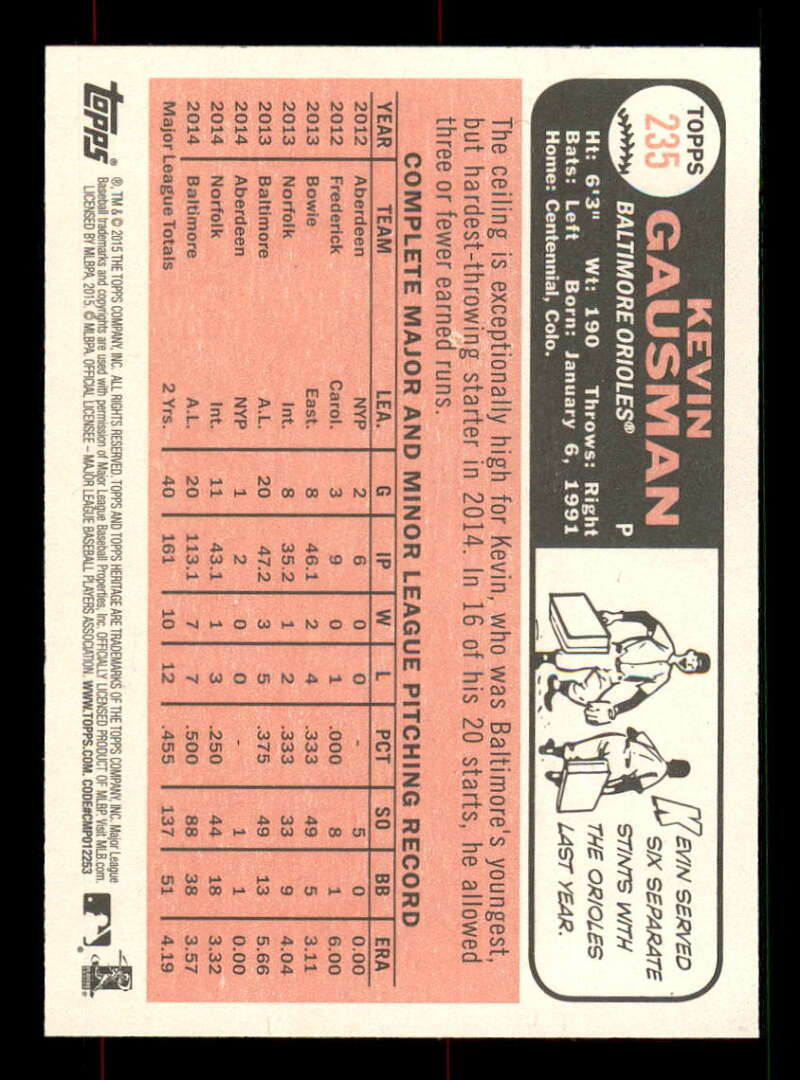 TOPPS
235
KEVIN
GAUSMAN
BALTIMORE ORIOLES® P
Ht: 6'3" Wt: 190 Throws: Right
Bats: Left Born: January 6, 1991
Home: Centennial, Colo.
KEVIN SERVED
SIX SEPARATE
STINTS WITH
THE ORIOLES
LAST YEAR.
The ceiling is exceptionally high for Kevin, who was Baltimore's youngest,
but hardest-throwing starter in 2014. In 16 of his 20 starts, he allowed
three or fewer earned runs.
COMPLETE MAJOR AND MINOR LEAGUE PITCHING RECORD
YEAR TEAM LEA. G IP W L PCT SO BB ERA
2012 Aberdeen NYP 2 6 0 0 - 5 0 0.00
2012 Frederick Carol. 3 9 0 1 .000 8 1 6.00
2013 Bowie East. 8 46.1 2 4 .333 49 5 3.11
2013 Norfolk Int. 8 35.2 1 2 .333 33 9 4.04
2013 Baltimore A.L. 20 47.2 3 5 .375 49 13 5.66
2014 Aberdeen NYP 1 2 0 0 - 1 1 0.00
2014 Norfolk Int. 11 43.1 1 3 .250 44 18 3.32
2014 Baltimore A.L. 20 113.1 7 7 .500 88 38 3.57
Major League Totals 2 Yrs. 40 161 10 12 .455 137 51 4.19
topps®
®, TM & © 2015 THE TOPPS COMPANY, INC. ALL RIGHTS RESERVED. TOPPS AND TOPPS HERITAGE ARE TRADEMARKS OF THE TOPPS COMPANY, INC. Major League
Baseball trademarks and copyrights are used with permission of Major League Baseball Properties, Inc. OFFICIALLY LICENSED PRODUCT OF MLBP. Visit MLB.com.
LICENSED BY MLBPA, 2015. © MLBPA. OFFICIAL LICENSEE – MAJOR LEAGUE BASEBALL PLAYERS ASSOCIATION. WWW.TOPPS.COM. CODE#CMP012253